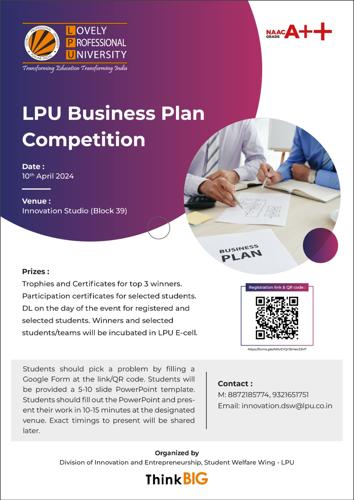 LOVELY
PROFESSIONAL
UNIVERSITY
Transforming Education Transforming India
NAAC
GRADE
A++
LPU Business Plan
Competition
Date :
10th April 2024
Venue :
Innovation Studio (Block 39)
BUSINESS
PLAN
Prizes :
Trophies and Certificates for top 3 winners.
Participation certificates for selected students.
DL on the day of the event for registered and
selected students. Winners and selected
students/teams will be incubated in LPU E-cell.
Registration link & QR code :
Students should pick a problem by filling a
Google Form at the link/QR code. Students will
be provided a 5-10 slide PowerPoint template.
Students should fill out the PowerPoint and pres-
ent their work in 10-15 minutes at the designated
venue. Exact timings to present will be shared
later.
Contact :
M: 8872185774, 9321651751
Email: innovation.dsw@lpu.co.in
Organized by
Division of Innovation and Entrepreneurship, Student Welfare Wing - LPU
ThinkBIG